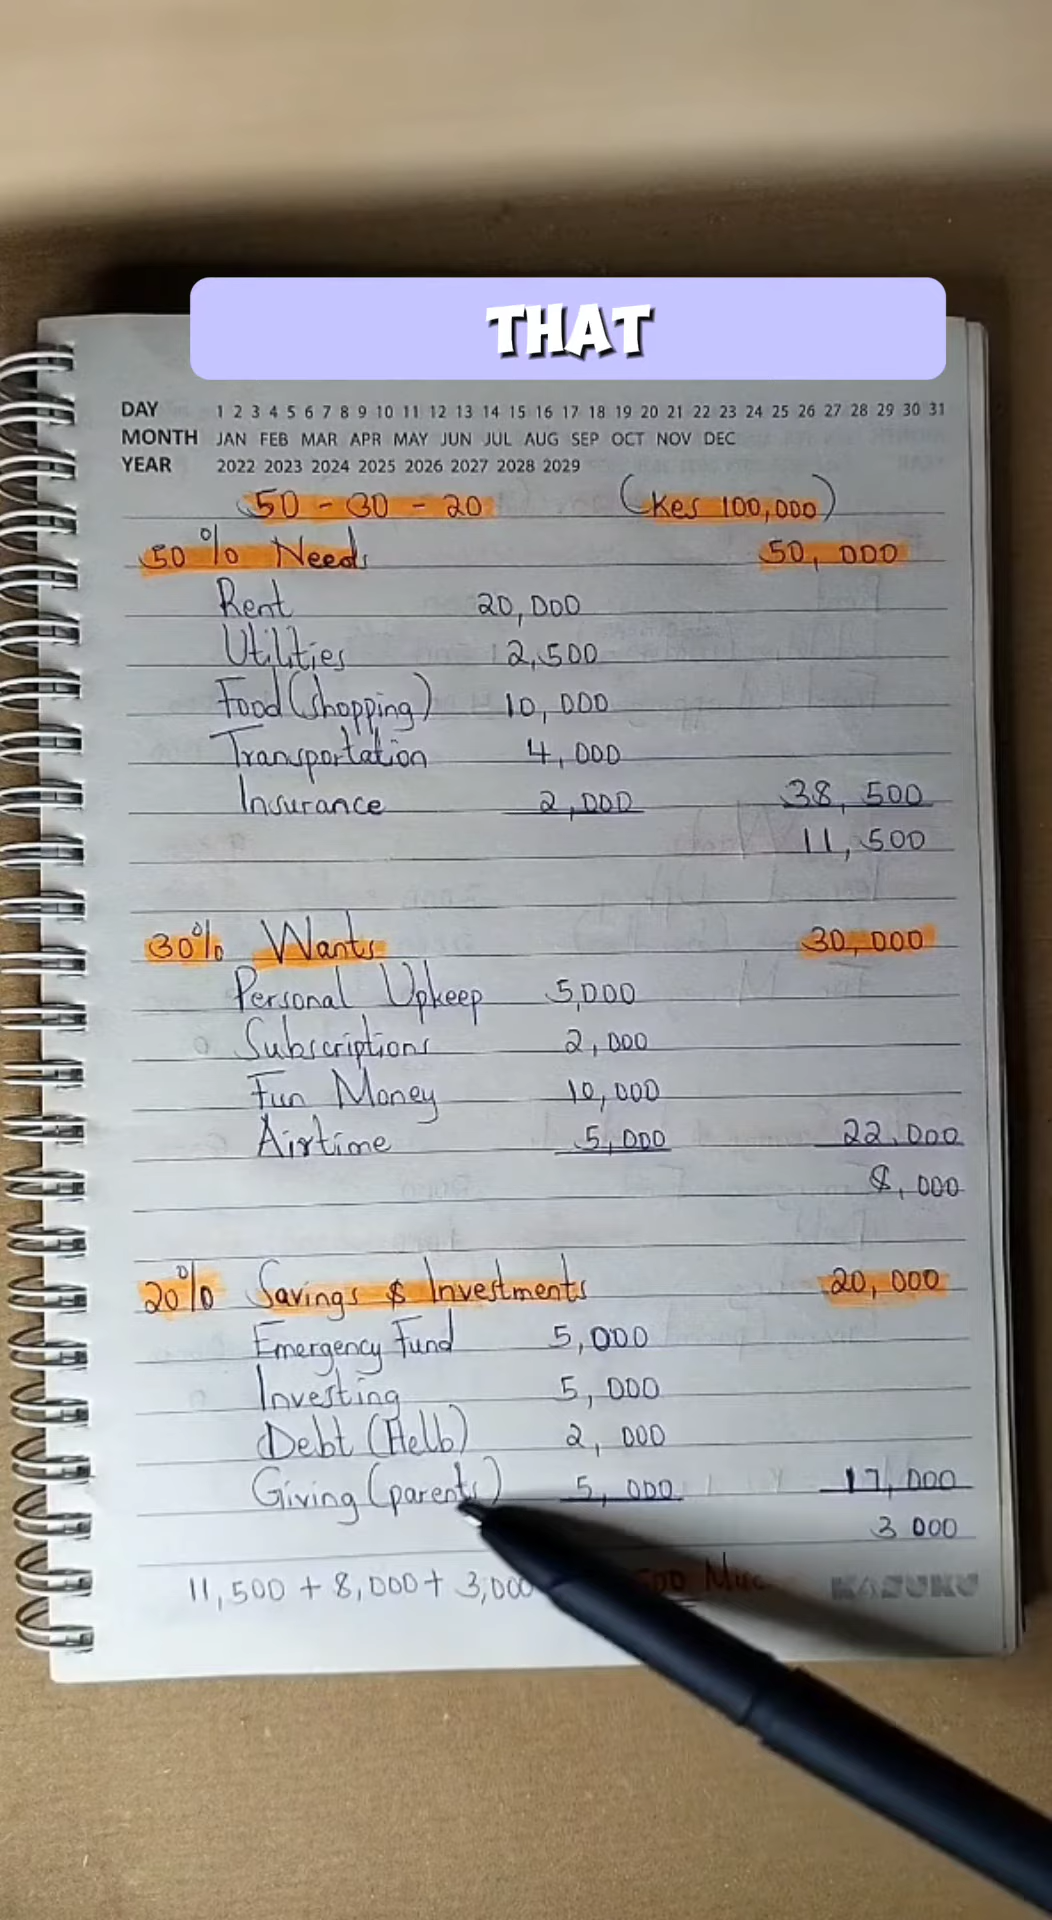 THAT
DAY 1 2 3 4 5 6 7 8 9 10 11 12 13 14 15 16 17 18 19 20 21 22 23 24 25 26 27 28 29 30 31
MONTH JAN FEB MAR APR MAY JUN JUL AUG SEP OCT NOV DEC
YEAR 2022 2023 2024 2025 2026 2027 2028 2029
50 - 30 - 20 (Kes 100,000)
50% Needs 50,000
Rent 20,000
Utilities 2,500
Food (shopping) 10,000
Transportation 4,000
Insurance 2,000 38,500
11,500
30% Wants 30,000
Personal Upkeep 5,000
Subscriptions 2,000
Fun Money 10,000
Airtime 5,000 22,000
8,000
20% Savings & Investments 20,000
Emergency Fund 5,000
Investing 5,000
Debt (Helb) 2,000
Giving (parents) 5,000 17,000
3000
11,500 + 8,000 + 3,000 KASUKU